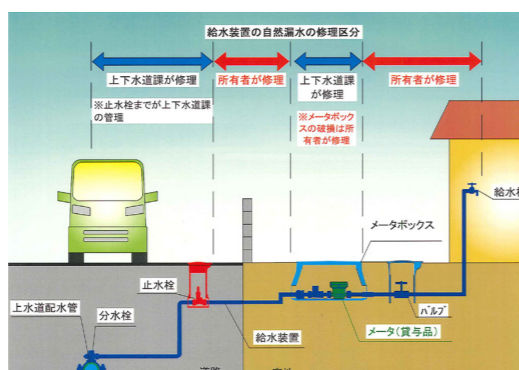 給水装置の自然漏水の修理区分
上下水道課が修理
所有者が修理
上下水道課
が修理
所有者が修理
※止水栓までが上下水道課
の管理
※メータボック
スの破損は所
有者が修理
給水栓
メータボックス
止水栓
上水道配水管
分水栓
給水装置
メータ(貸与品)
バルブ
道路
宅地